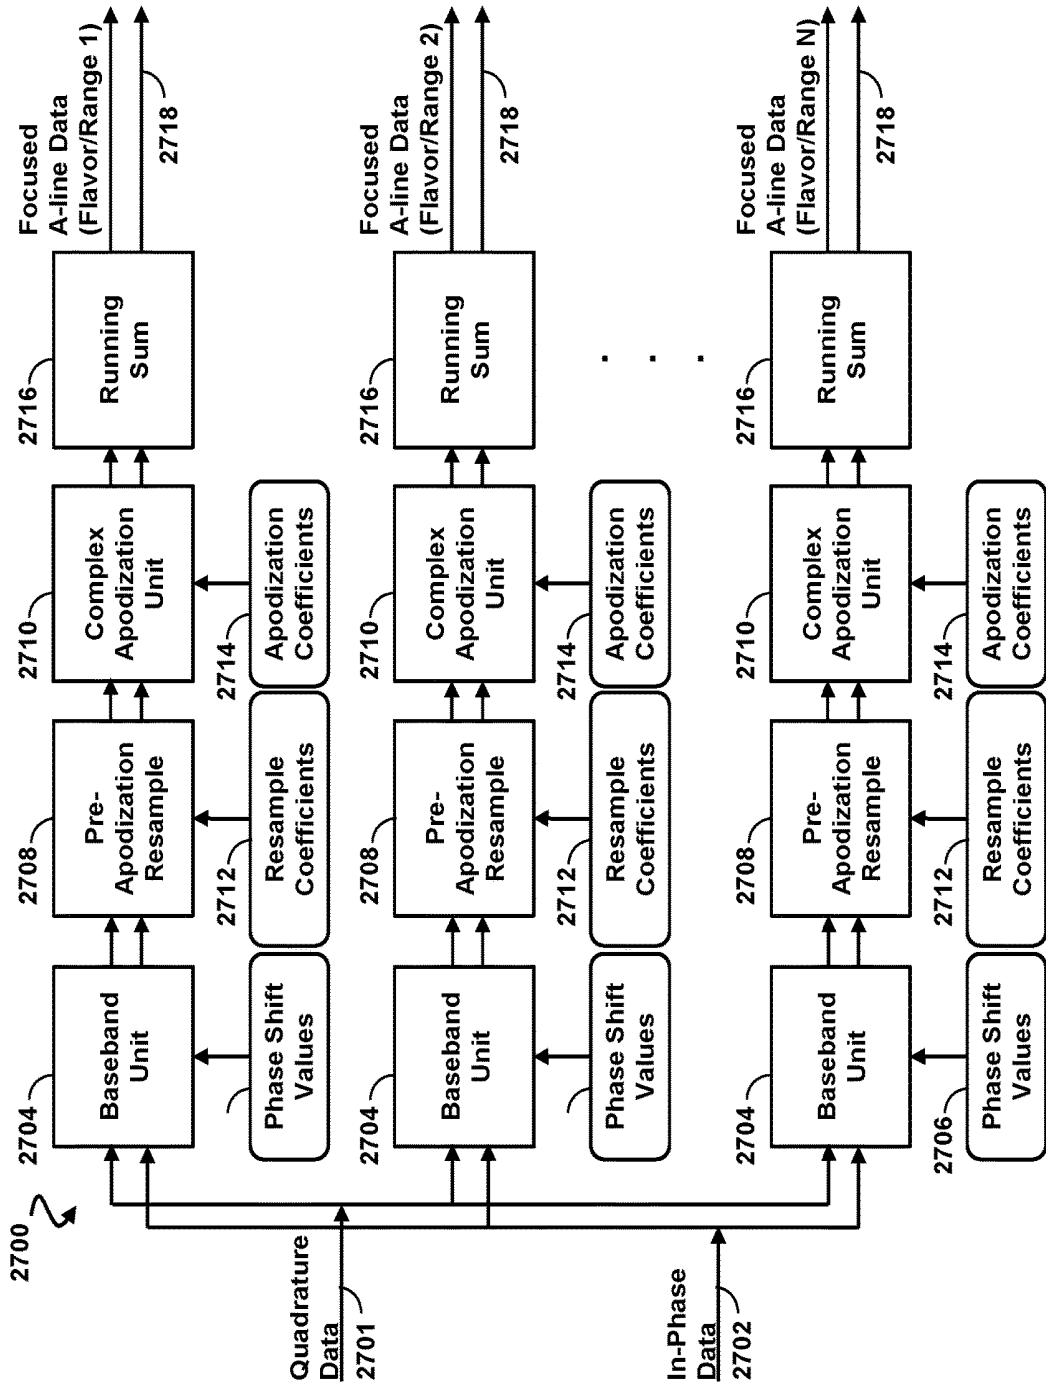 2700
Quadrature
Data
2701
In-Phase
Data
2702
2704
Baseband
Unit
Phase Shift
Values
2708
Pre-
Apodization
Resample
2712
Resample
Coefficients
2710
Complex
Apodization
Unit
2714
Apodization
Coefficients
2716
Running
Sum
Focused
A-line Data
(Flavor/Range 1)
2718
2704
Baseband
Unit
Phase Shift
Values
2708
Pre-
Apodization
Resample
2712
Resample
Coefficients
2710
Complex
Apodization
Unit
2714
Apodization
Coefficients
2716
Running
Sum
Focused
A-line Data
(Flavor/Range 2)
2718
. . .
2704
Baseband
Unit
2706
Phase Shift
Values
2708
Pre-
Apodization
Resample
2712
Resample
Coefficients
2710
Complex
Apodization
Unit
2714
Apodization
Coefficients
2716
Running
Sum
Focused
A-line Data
(Flavor/Range N)
2718